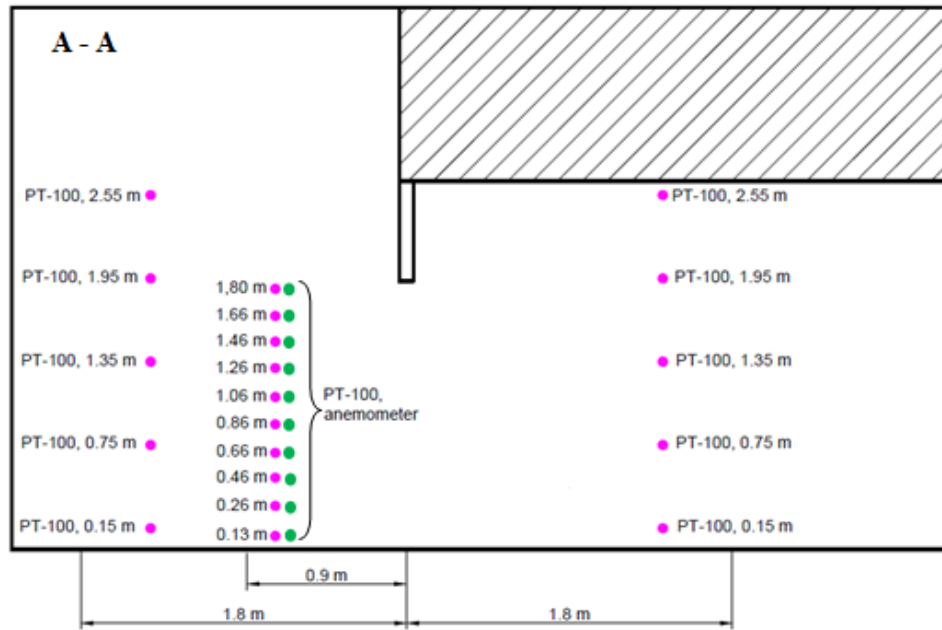 A - A
PT-100, 2.55 m
PT-100, 2.55 m
PT-100, 1.95 m
PT-100, 1.95 m
1,80 m
1.66 m
1.46 m
PT-100, 1.35 m
1.26 m
PT-100, 1.35 m
1.06 m
PT-100,
anemometer
0.86 m
PT-100, 0.75 m
0.66 m
PT-100, 0.75 m
0.46 m
0.26 m
PT-100, 0.15 m
0.13 m
PT-100, 0.15 m
0.9 m
1.8 m
1.8 m